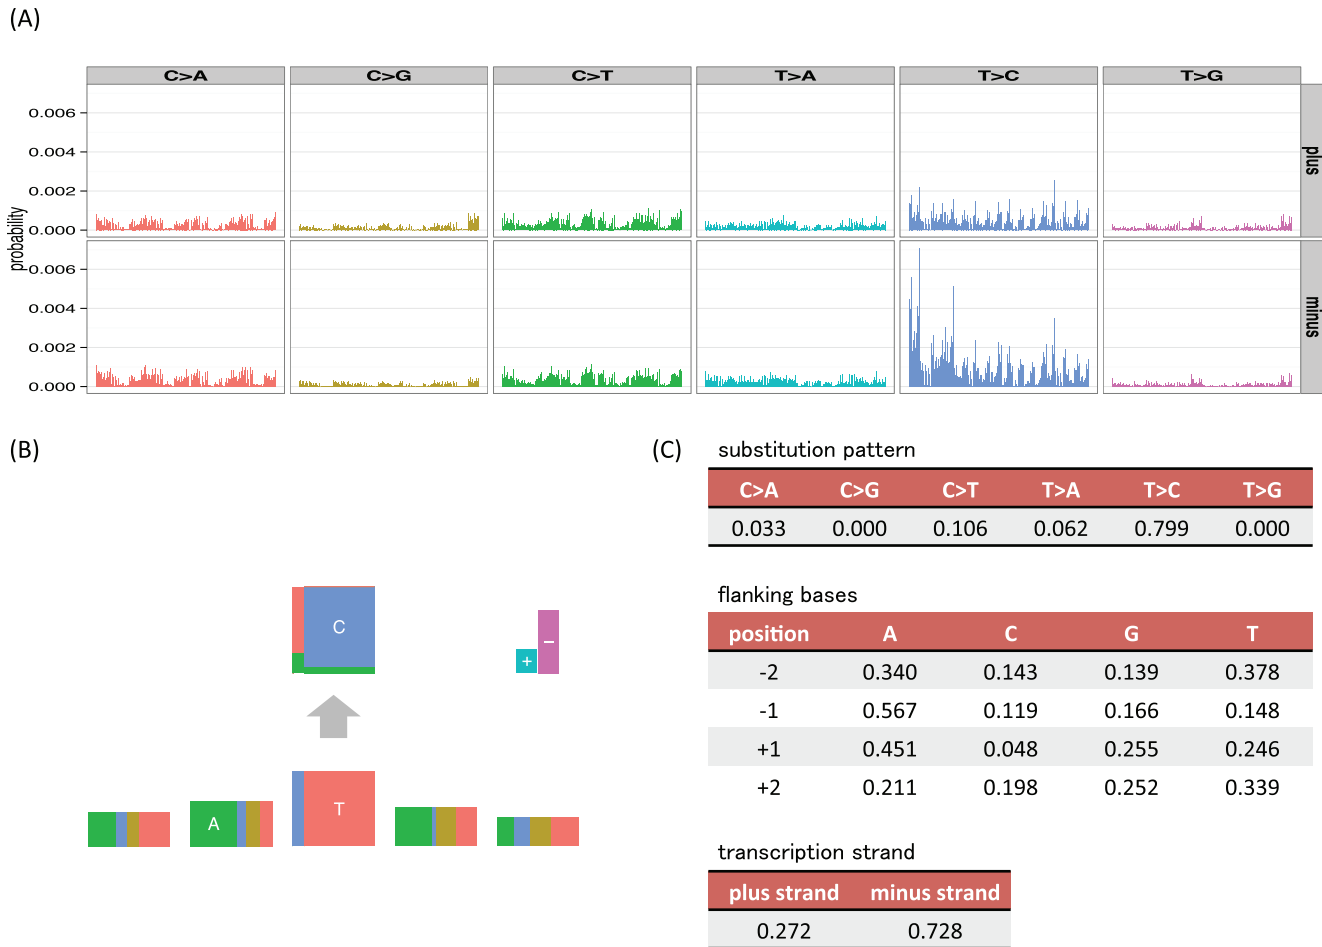 (A)
C>A C>G C>T T>A T>C T>G
0.006
0.004
0.002
0.000
plus
probability
0.006
0.004
0.002
0.000
minus
(B)
C
+ −
A
T
(C)
substitution pattern
C>A C>G C>T T>A T>C T>G
0.033 0.000 0.106 0.062 0.799 0.000
flanking bases
position A C G T
-2 0.340 0.143 0.139 0.378
-1 0.567 0.119 0.166 0.148
+1 0.451 0.048 0.255 0.246
+2 0.211 0.198 0.252 0.339
transcription strand
plus strand minus strand
0.272 0.728